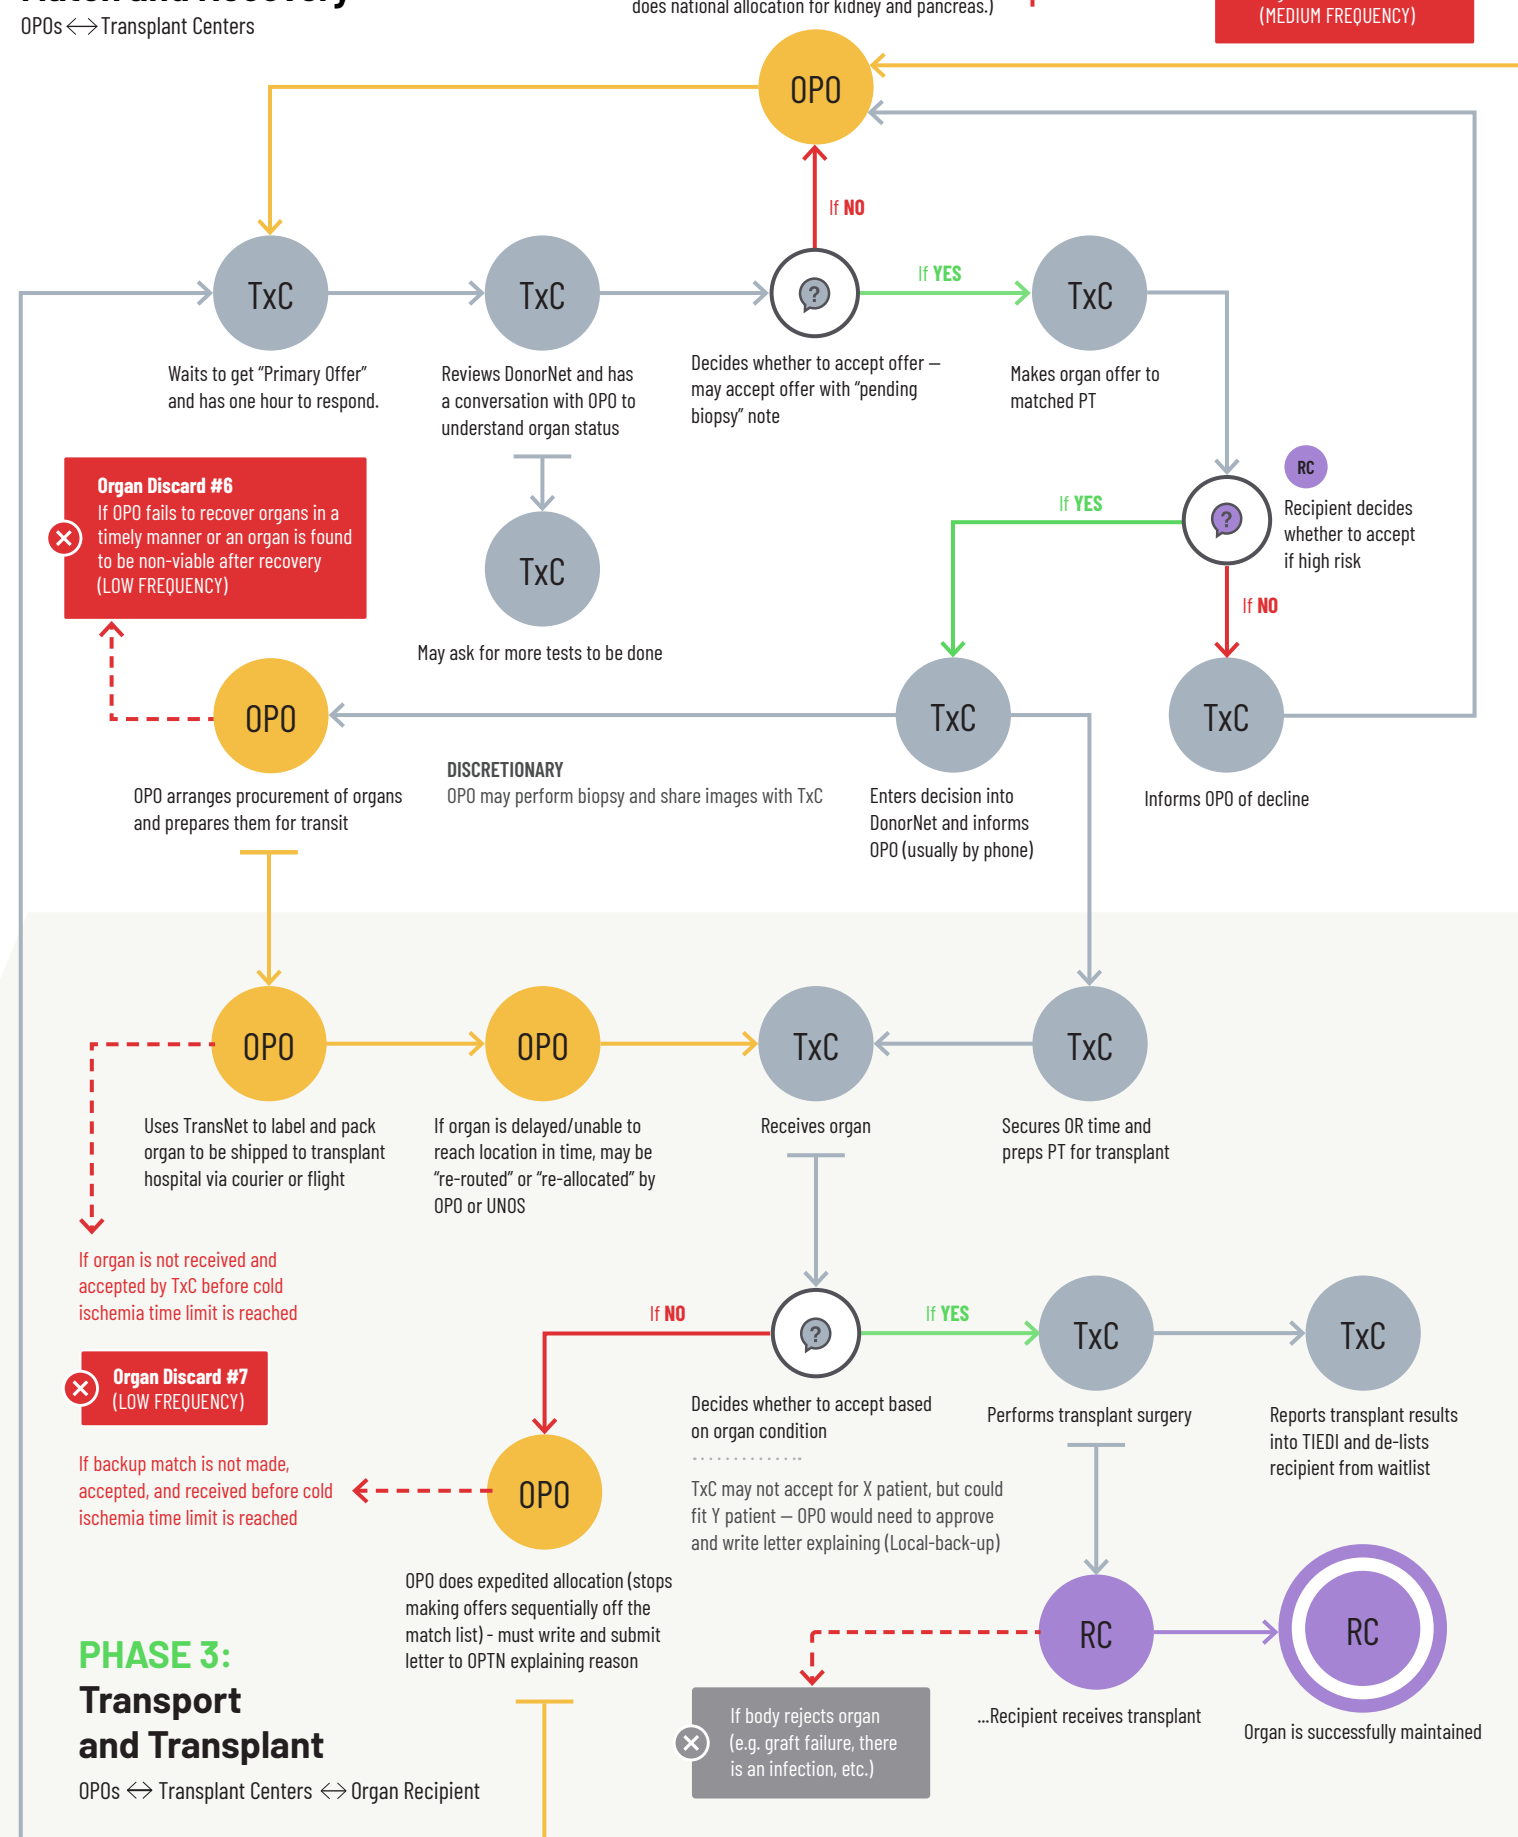 OPOs ↔ Transplant Centers
does national allocation for kidney and pancreas.)
(MEDIUM FREQUENCY)
OPO
If NO
TxC
Waits to get “Primary Offer”
and has one hour to respond.
TxC
Reviews DonorNet and has
a conversation with OPO to
understand organ status
?
Decides whether to accept offer —
may accept offer with “pending
biopsy” note
If YES
TxC
Makes organ offer to
matched PT
Organ Discard #6
If OPO fails to recover organs in a
timely manner or an organ is found
to be non-viable after recovery
(LOW FREQUENCY)
TxC
May ask for more tests to be done
RC
?
Recipient decides
whether to accept
if high risk
If YES
If NO
OPO
OPO arranges procurement of organs
and prepares them for transit
DISCRETIONARY
OPO may perform biopsy and share images with TxC
TxC
Enters decision into
DonorNet and informs
OPO (usually by phone)
TxC
Informs OPO of decline
OPO
Uses TransNet to label and pack
organ to be shipped to transplant
hospital via courier or flight
OPO
If organ is delayed/unable to
reach location in time, may be
“re-routed” or “re-allocated” by
OPO or UNOS
TxC
Receives organ
TxC
Secures OR time and
preps PT for transplant
If organ is not received and
accepted by TxC before cold
ischemia time limit is reached
Organ Discard #7
(LOW FREQUENCY)
If backup match is not made,
accepted, and received before cold
ischemia time limit is reached
If NO
?
If YES
Decides whether to accept based
on organ condition
TxC may not accept for X patient, but could
fit Y patient — OPO would need to approve
and write letter explaining (Local-back-up)
TxC
Performs transplant surgery
TxC
Reports transplant results
into TIEDI and de-lists
recipient from waitlist
OPO
OPO does expedited allocation (stops
making offers sequentially off the
match list) - must write and submit
letter to OPTN explaining reason
RC
...Recipient receives transplant
RC
Organ is successfully maintained
If body rejects organ
(e.g. graft failure, there
is an infection, etc.)
PHASE 3:
Transport
and Transplant
OPOs ↔ Transplant Centers ↔ Organ Recipient